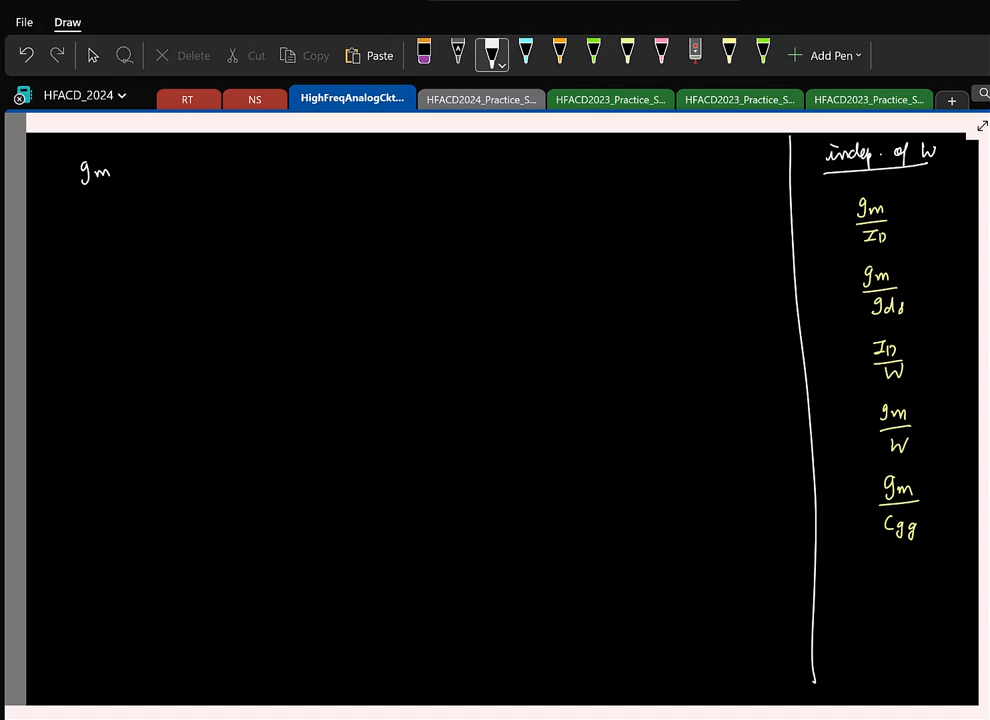 File Draw
Delete Cut Copy Paste Add Pen
HFACD_2024 RT NS HighFreqAnalogCkt... HFACD2024_Practice_S... HFACD2023_Practice_S... HFACD2023_Practice_S... HFACD2023_Practice_S... +
gm
indep. of W
gm
ID
gm
gds
ID
W
gm
W
gm
Cgg